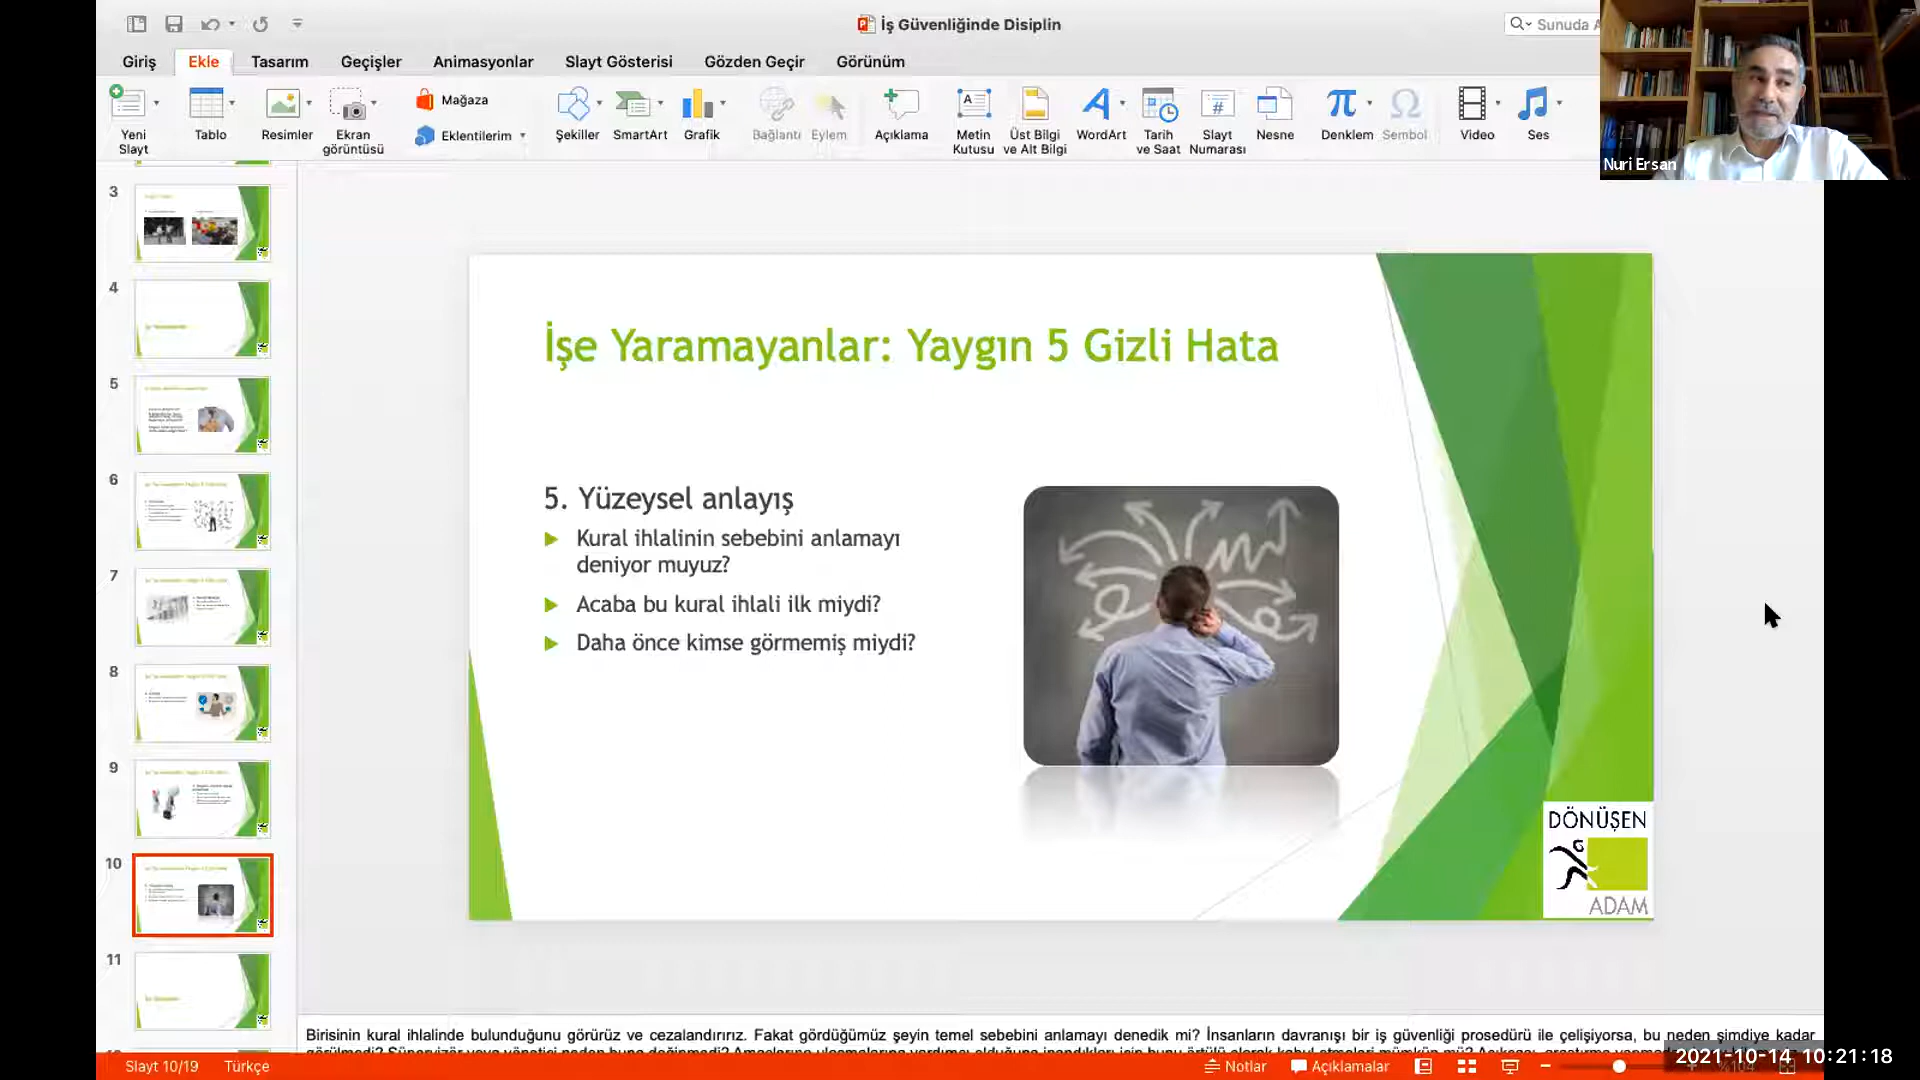 İş Güvenliğinde Disiplin
Sunuda A
Giriş Ekle Tasarım Geçişler Animasyonlar Slayt Gösterisi Gözden Geçir Görünüm
Yeni Slayt
Tablo
Resimler
Ekran görüntüsü
Mağaza
Eklentilerim
Şekiller
SmartArt
Grafik
Bağlantı
Eylem
Açıklama
Metin Kutusu
Üst Bilgi ve Alt Bilgi
WordArt
Tarih ve Saat
Slayt Numarası
Nesne
Denklem
Sembol
Video
Ses
Nuri Ersan
3
4
5
6
7
8
9
10
11
İşe Yaramayanlar: Yaygın 5 Gizli Hata
5. Yüzeysel anlayış
Kural ihlalinin sebebini anlamayı
deniyor muyuz?
Acaba bu kural ihlali ilk miydi?
Daha önce kimse görmemiş miydi?
DÖNÜŞEN
ADAM
Birisinin kural ihlalinde bulunduğunu görürüz ve cezalandırırız. Fakat gördüğümüz şeyin temel sebebini anlamayı denedik mi? İnsanların davranışı bir iş güvenliği prosedürü ile çelişiyorsa, bu neden şimdiye kadar
Slayt 10/19 Türkçe Notlar Açıklamalar
2021-10-14 10:21:18